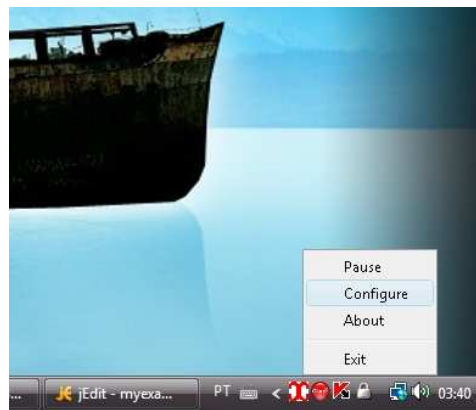 Pause
Configure
About
Exit
... jEdit - myexa... PT < 03:40